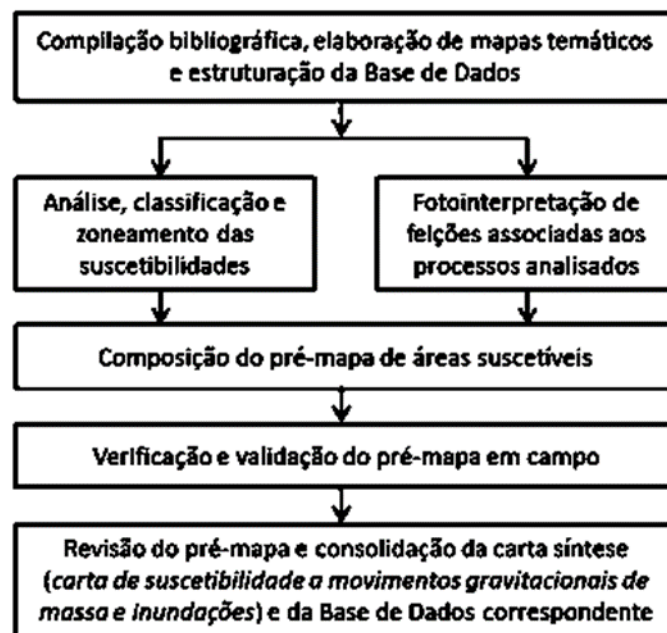 Compilação bibliográfica, elaboração de mapas temáticos
e estruturação da Base de Dados
Análise, classificação e
zoneamento das
suscetibilidades
Fotointerpretação de
feições associadas aos
processos analisados
Composição do pré-mapa de áreas suscetíveis
Verificação e validação do pré-mapa em campo
Revisão do pré-mapa e consolidação da carta síntese
(carta de suscetibilidade a movimentos gravitacionais de
massa e inundações) e da Base de Dados correspondente